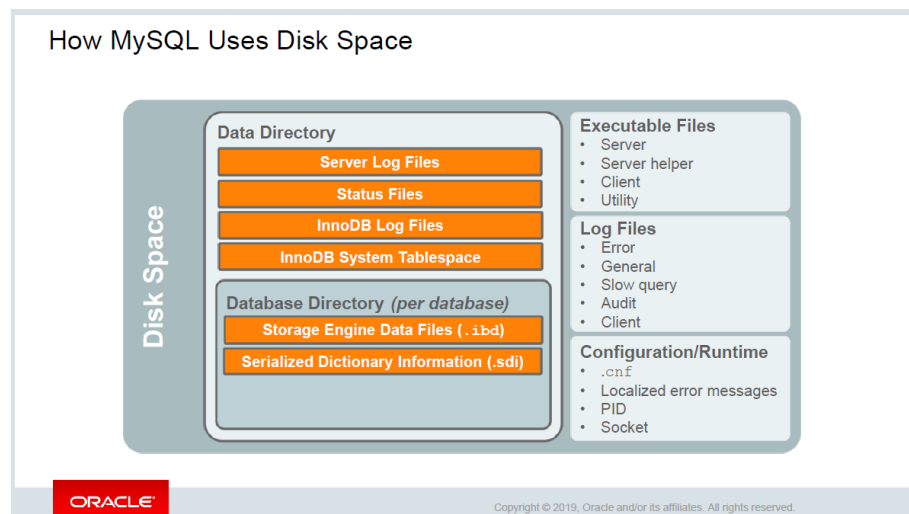 How MySQL Uses Disk Space
Disk Space
Data Directory
Server Log Files
Status Files
InnoDB Log Files
InnoDB System Tablespace
Database Directory (per database)
Storage Engine Data Files (.ibd)
Serialized Dictionary Information (.sdi)
Executable Files
• Server
• Server helper
• Client
• Utility
Log Files
• Error
• General
• Slow query
• Audit
• Client
Configuration/Runtime
• .cnf
• Localized error messages
• PID
• Socket
ORACLE®
Copyright © 2019, Oracle and/or its affiliates. All rights reserved.